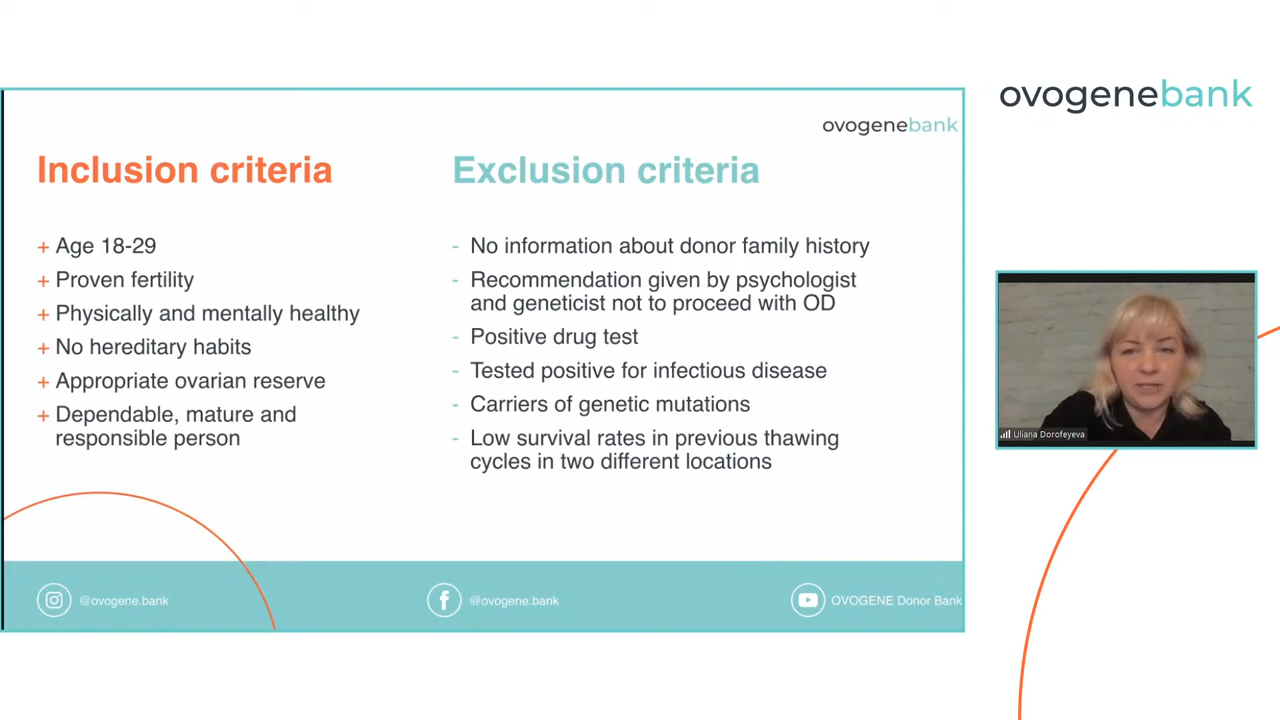 ovogenebank
ovogenebank
Inclusion criteria
+ Age 18-29
+ Proven fertility
+ Physically and mentally healthy
+ No hereditary habits
+ Appropriate ovarian reserve
+ Dependable, mature and
responsible person
Exclusion criteria
- No information about donor family history
- Recommendation given by psychologist
and geneticist not to proceed with OD
- Positive drug test
- Tested positive for infectious disease
- Carriers of genetic mutations
- Low survival rates in previous thawing
cycles in two different locations
Uliana Dorofeyeva
@ovogene.bank
@ovogene.bank
OVOGENE Donor Bank